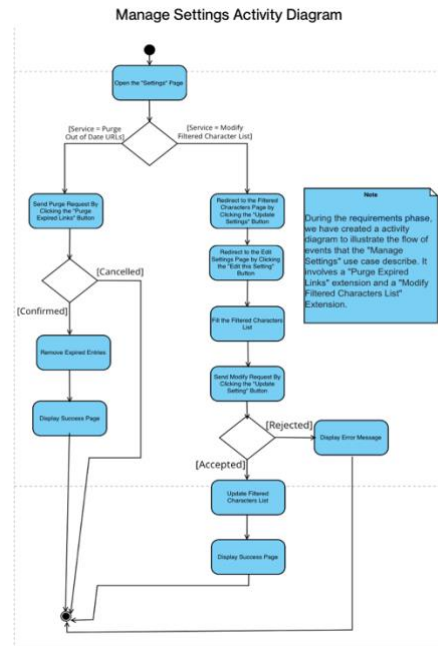 Manage Settings Activity Diagram
Open the "Settings" Page
[Service = Purge
Out of Date URLs]
[Service = Modify
Filtered Character List]
Send Purge Request By
Clicking the "Purge
Expired Links" Button
[Cancelled]
[Confirmed]
Remove Expired Entries
Display Success Page
Redirect to the Filtered
Characters Page by
Clicking the "Update
Settings" Button
Redirect to the Edit
Settings Page by Clicking
the "Edit this Setting"
Button
Fill the Filtered Characters
List
Send Modify Request By
Clicking the "Update
Setting" Button
[Rejected]
Display Error Message
[Accepted]
Update Filtered
Characters List
Display Success Page
Note
During the requirements phase,
we have created a activity
diagram to illustrate the flow of
events that the "Manage
Settings" use case describe. It
involves a "Purge Expired
Links" extension and a "Modify
Filtered Characters List"
Extension.